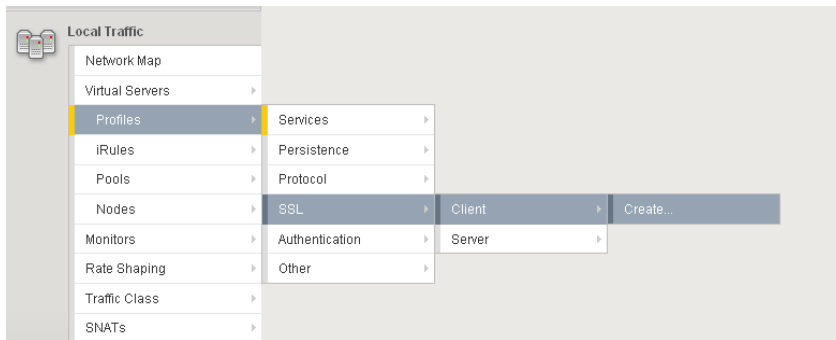 Local Traffic
Network Map
Virtual Servers
Profiles
Services
iRules
Persistence
Pools
Protocol
Nodes
SSL
Client
Create...
Monitors
Authentication
Server
Rate Shaping
Other
Traffic Class
SNATs